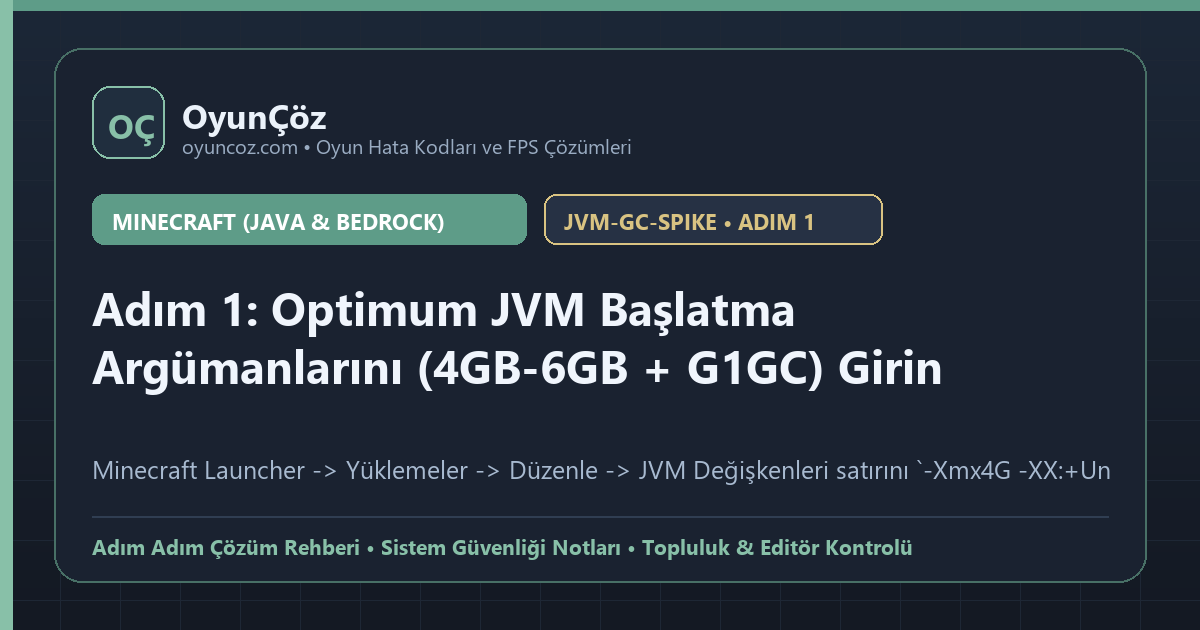 OÇ
OyunÇöz
oyuncoz.com • Oyun Hata Kodları ve FPS Çözümleri
MINECRAFT (JAVA & BEDROCK)
JVM-GC-SPIKE • ADIM 1
Adım 1: Optimum JVM Başlatma
Argümanlarını (4GB-6GB + G1GC) Girin
Minecraft Launcher -> Yüklemeler -> Düzenle -> JVM Değişkenleri satırını `-Xmx4G -XX:+Un
Adım Adım Çözüm Rehberi • Sistem Güvenliği Notları • Topluluk & Editör Kontrolü